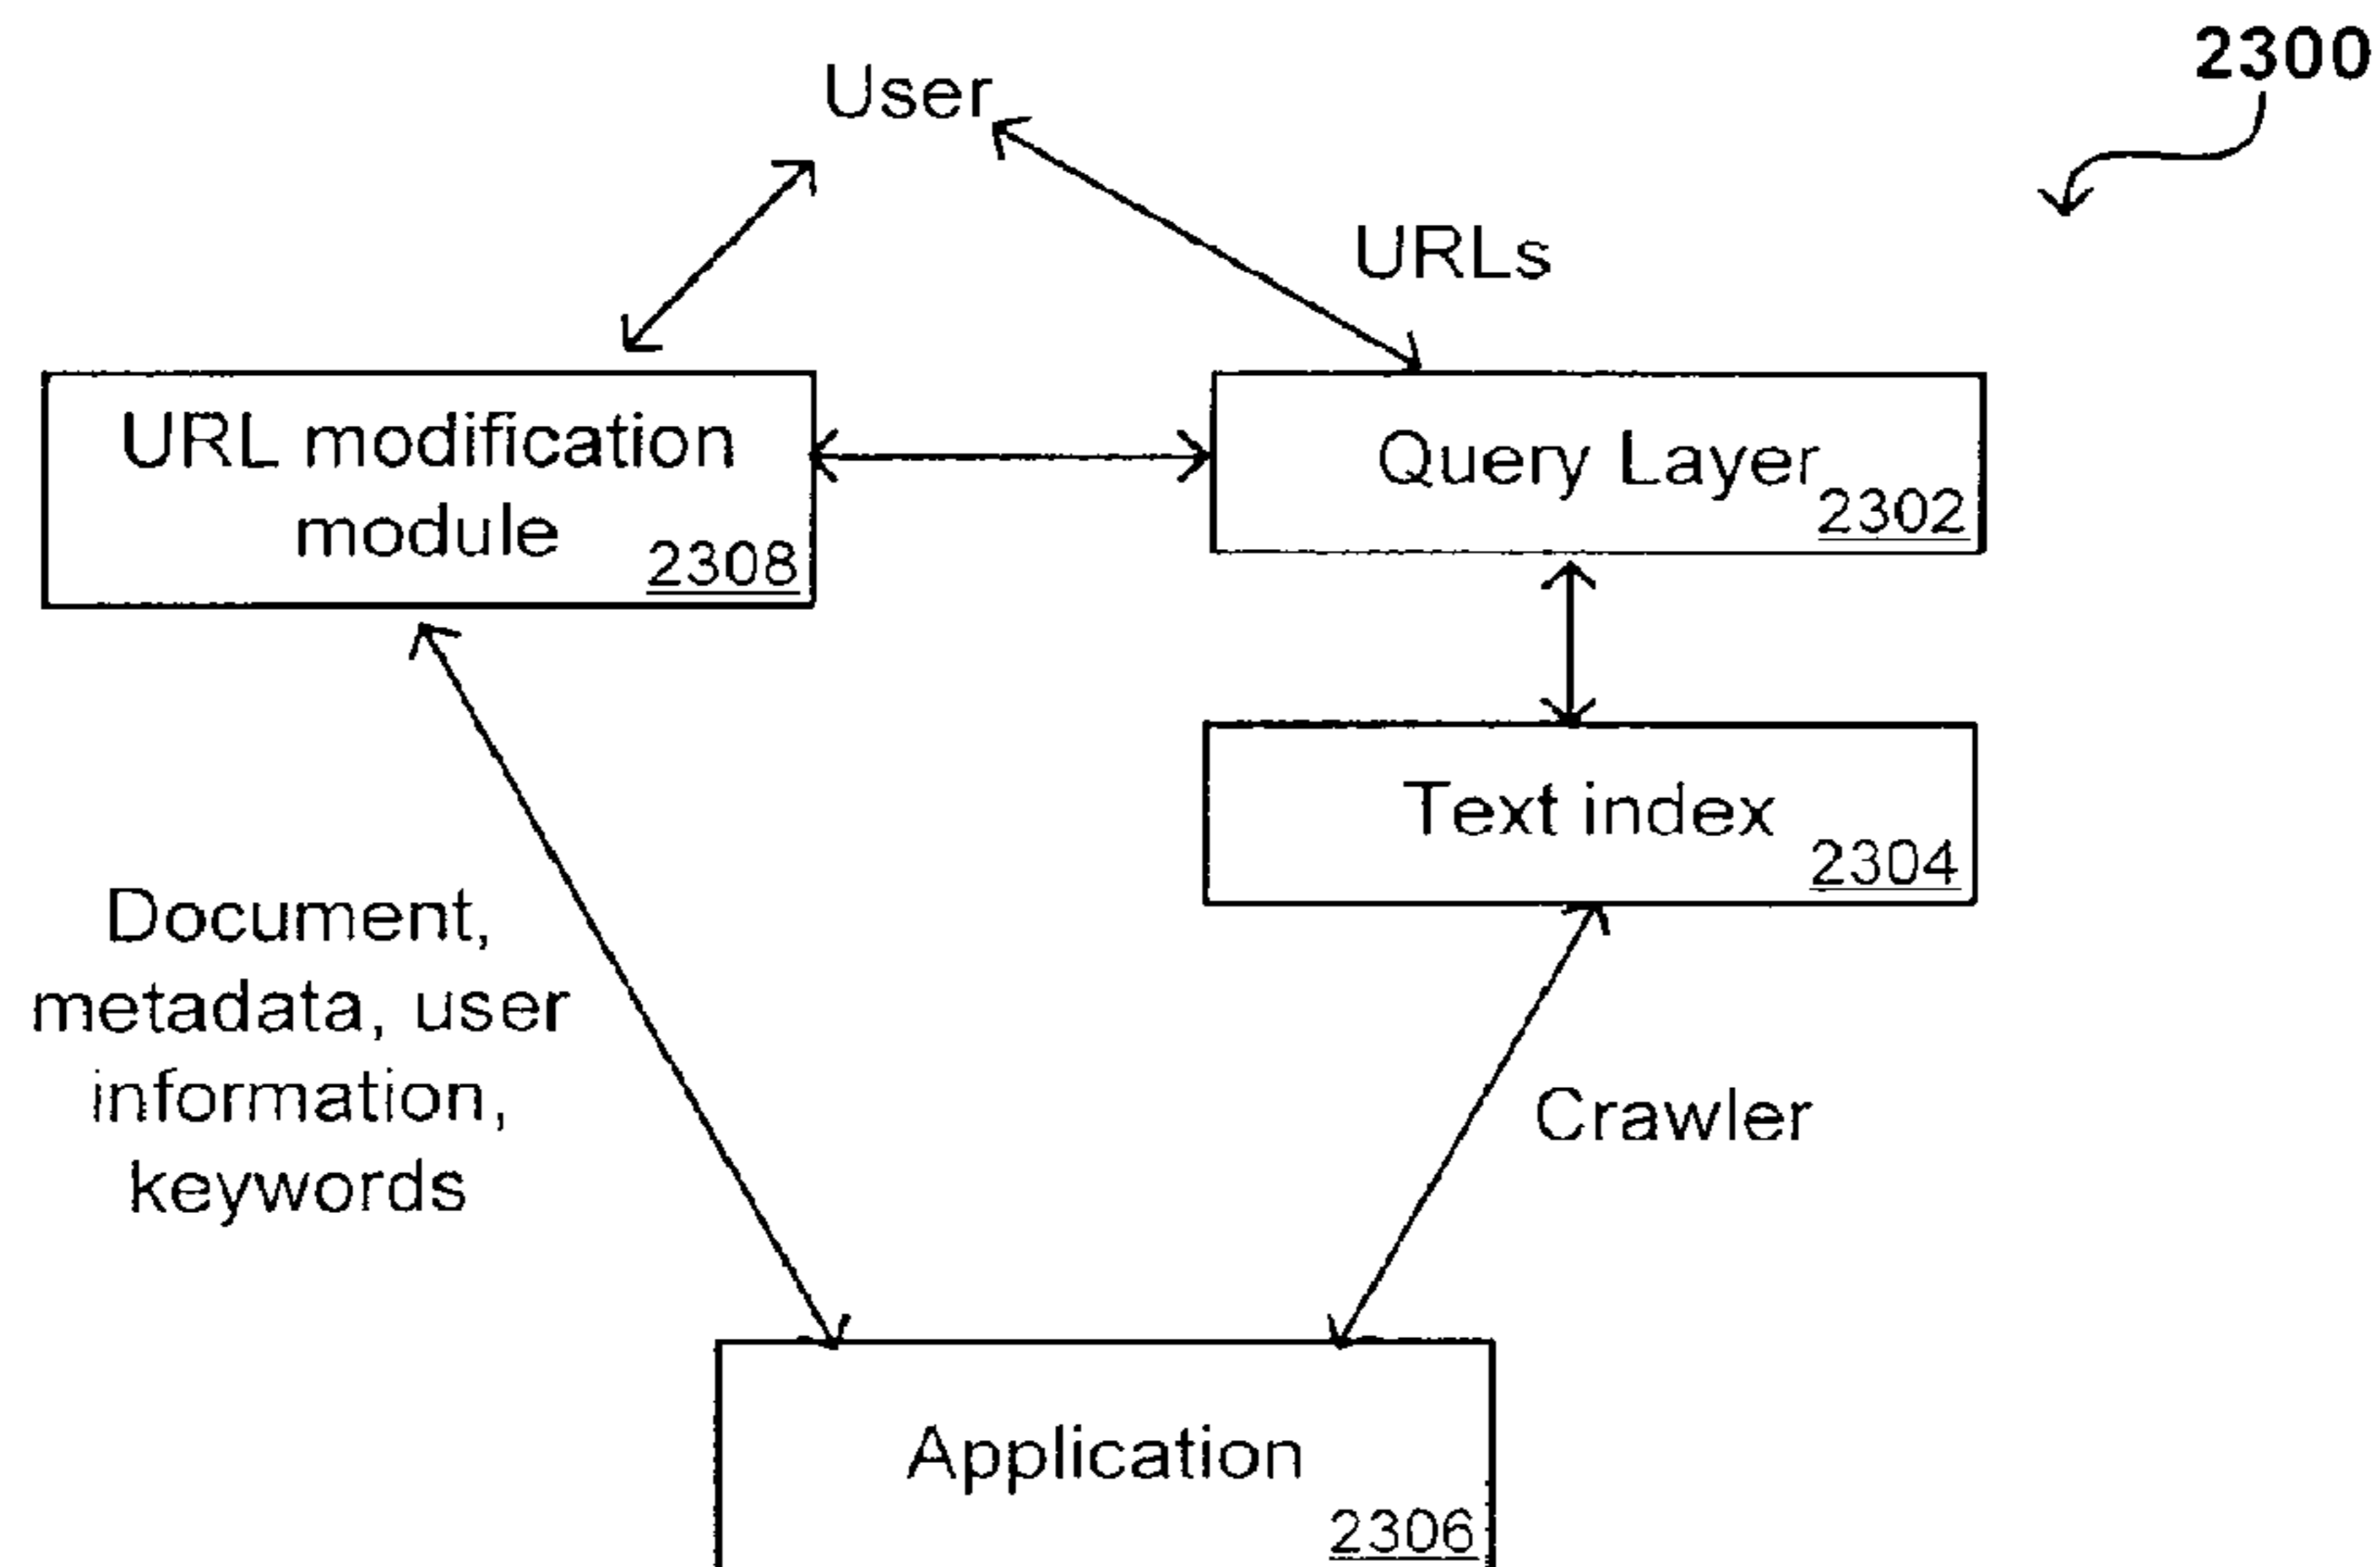 2300
User
URLs
URL modification
module
2308
Query Layer
2302
Text index
2304
Document,
metadata, user
information,
keywords
Crawler
Application
2306